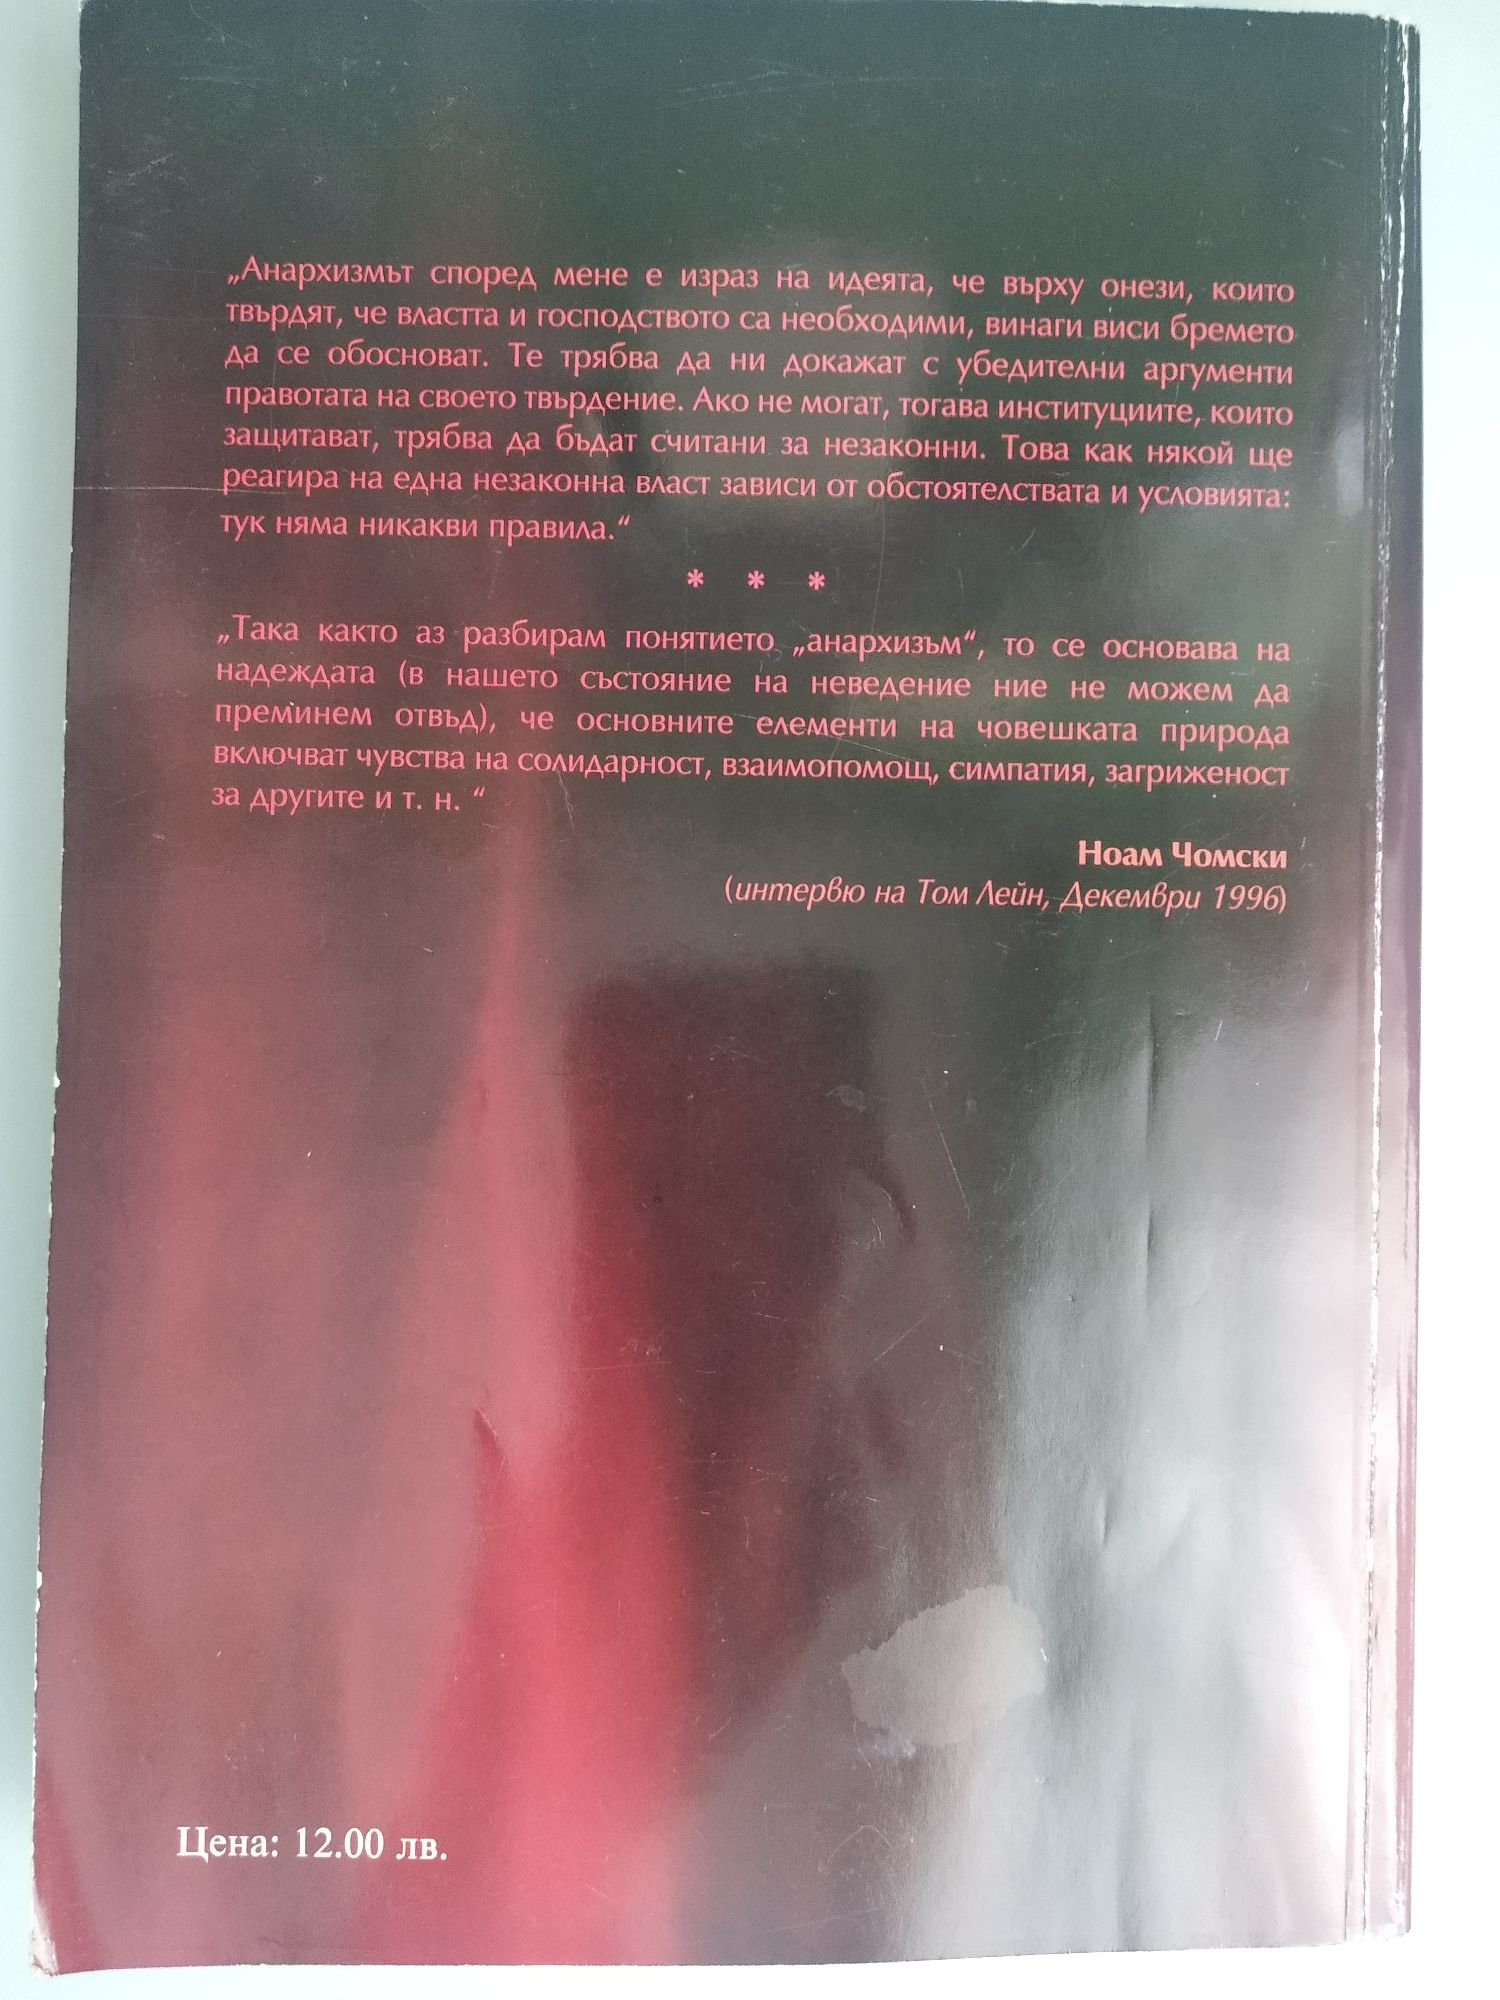 „Анархизмът според мене е израз на идеята, че върху онези, които
твърдят, че властта и господството са необходими, винаги виси бремето
да се обосноват. Те трябва да ни докажат с убедителни аргументи
правотата на своето твърдение. Ако не могат, тогава институциите, които
защитават, трябва да бъдат считани за незаконни. Това как някой ще
реагира на една незаконна власт зависи от обстоятелствата и условията:
тук няма никакви правила.“
* * *
„Така както аз разбирам понятието „анархизъм“, то се основава на
надеждата (в нашето състояние на неведение ние не можем да
преминем отвъд), че основните елементи на човешката природа
включват чувства на солидарност, взаимопомощ, симпатия, загриженост
за другите и т. н. “
Ноам Чомски
(интервю на Том Лейн, Декември 1996)
Цена: 12.00 лв.